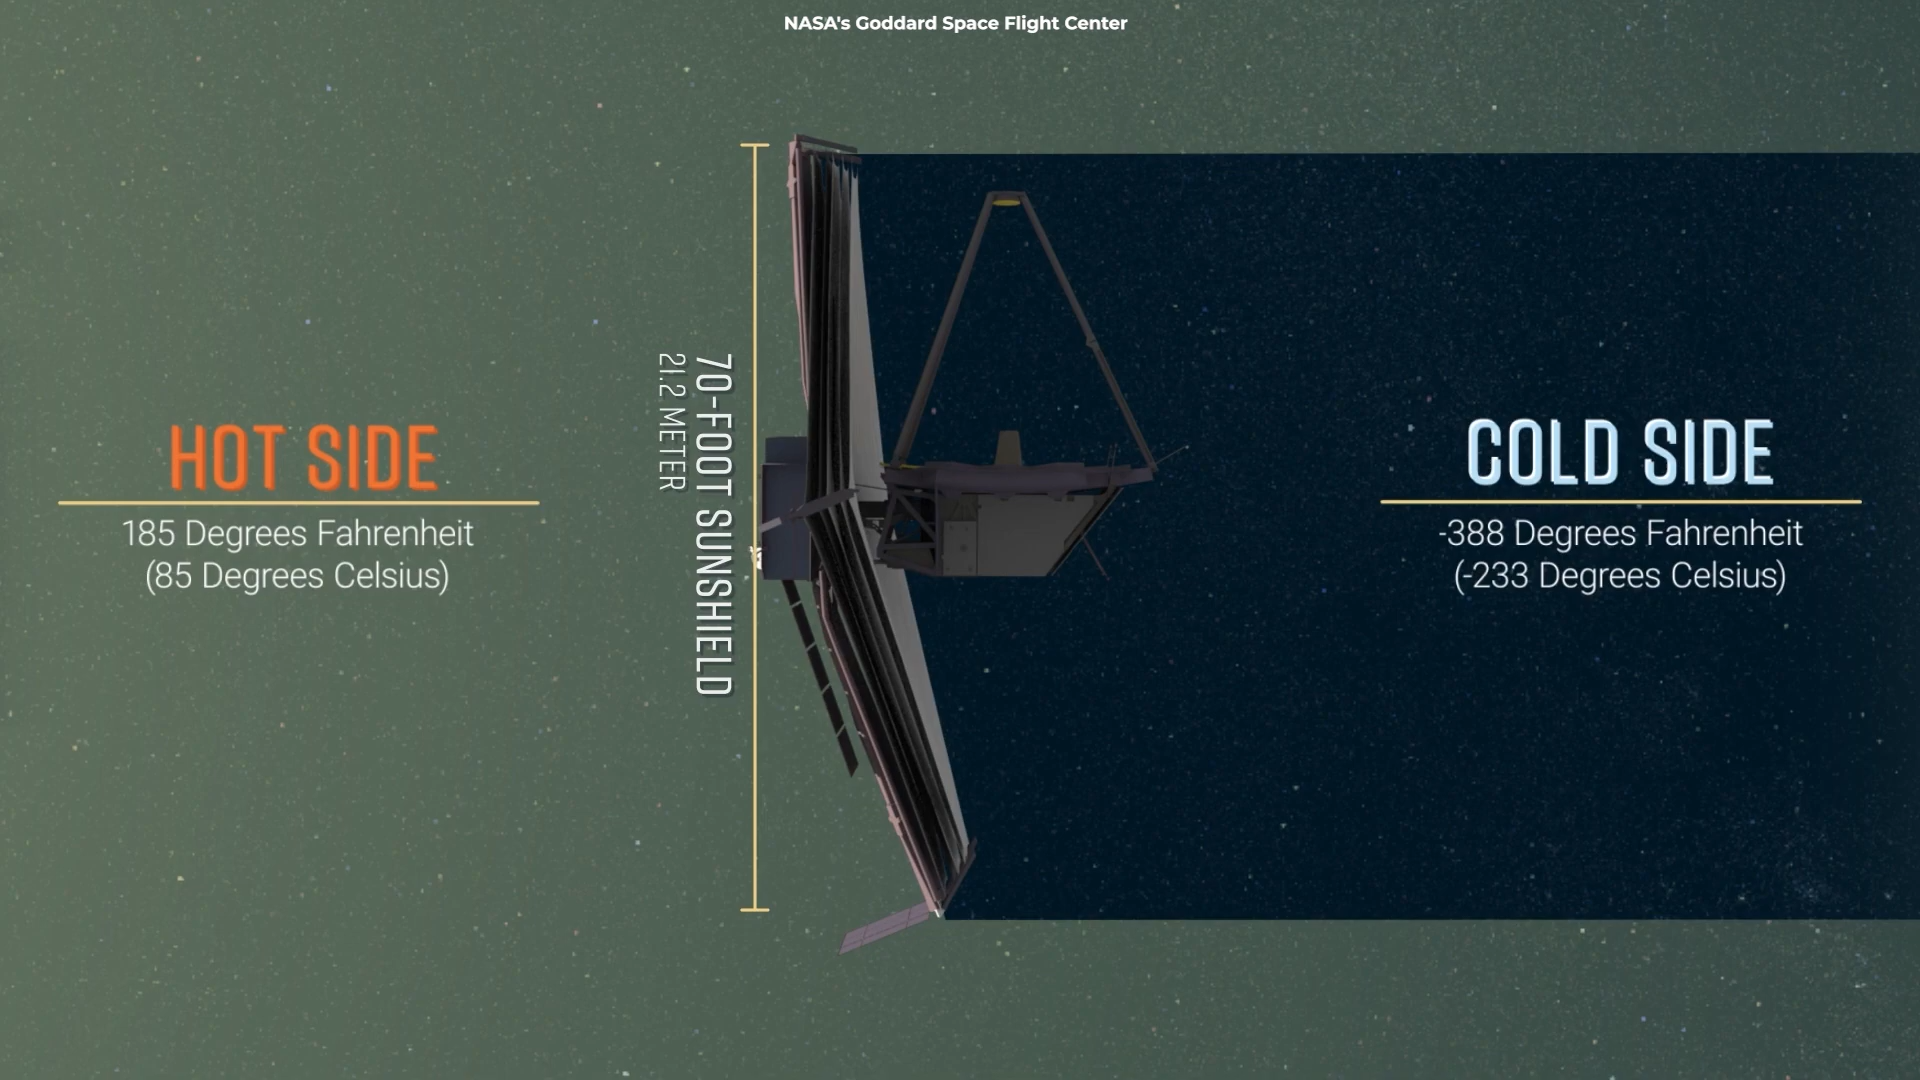 NASA's Goddard Space Flight Center
HOT SIDE
185 Degrees Fahrenheit
(85 Degrees Celsius)
70-FOOT SUNSHIELD
21.2 METER
COLD SIDE
-388 Degrees Fahrenheit
(-233 Degrees Celsius)